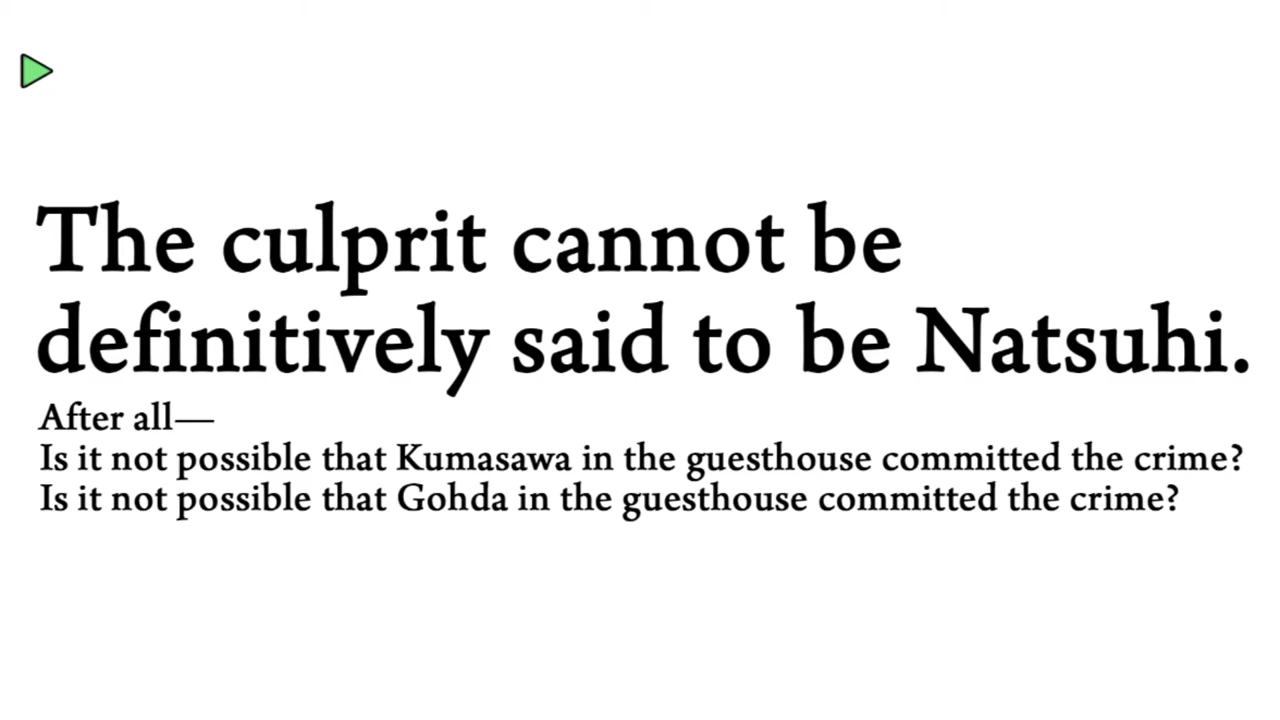 The culprit cannot be
definitively said to be Natsuhi.
After all—
Is it not possible that Kumasawa in the guesthouse committed the crime?
Is it not possible that Gohda in the guesthouse committed the crime?